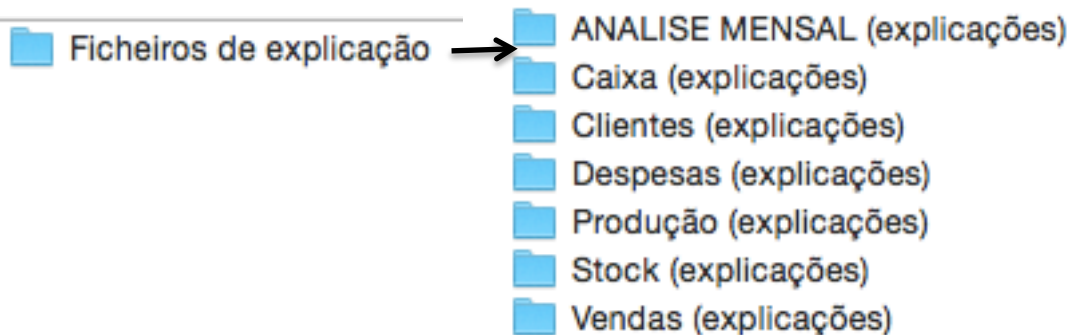 Ficheiros de explicação
ANALISE MENSAL (explicações)
Caixa (explicações)
Clientes (explicações)
Despesas (explicações)
Produção (explicações)
Stock (explicações)
Vendas (explicações)